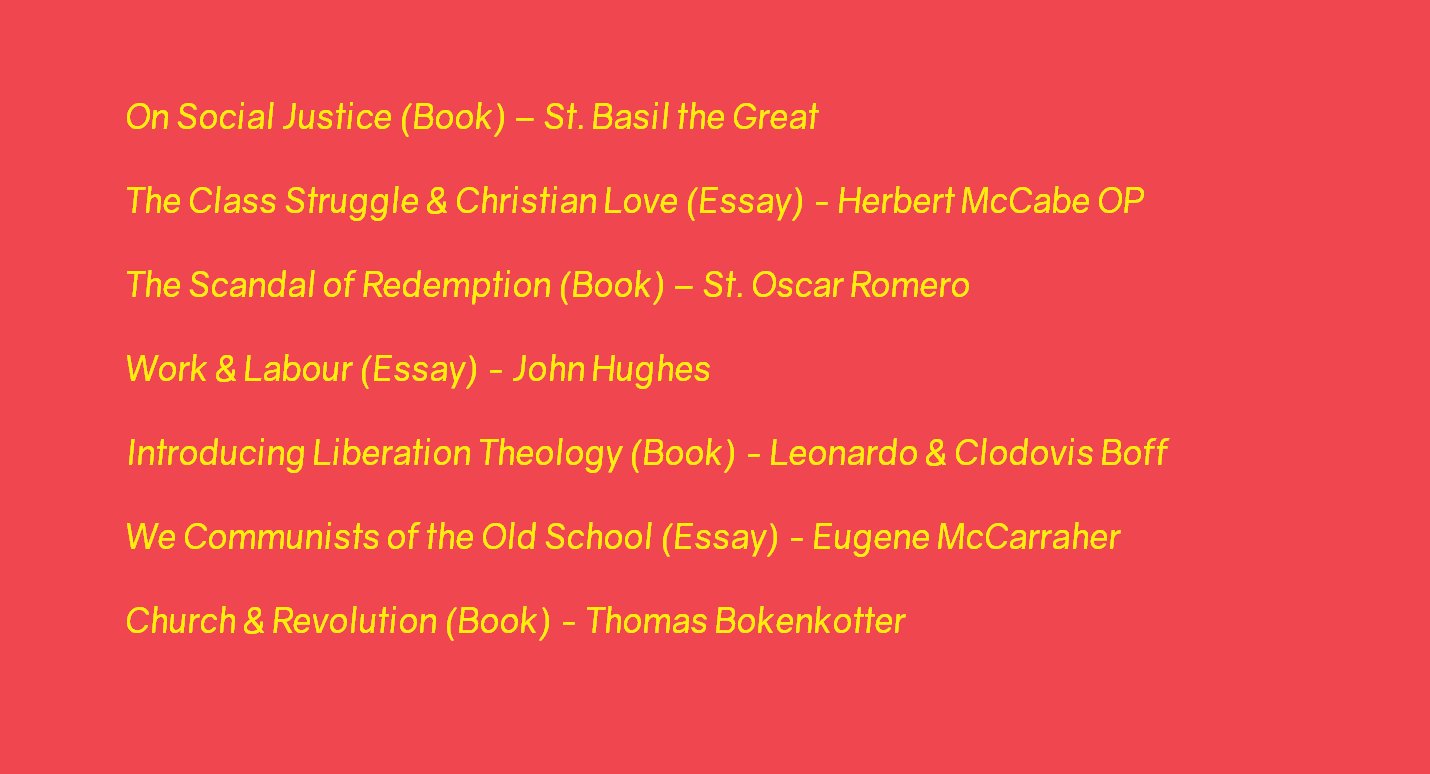 On Social Justice (Book) – St. Basil the Great
The Class Struggle & Christian Love (Essay) - Herbert McCabe OP
The Scandal of Redemption (Book) – St. Oscar Romero
Work & Labour (Essay) - John Hughes
Introducing Liberation Theology (Book) - Leonardo & Clodovis Boff
We Communists of the Old School (Essay) - Eugene McCarraher
Church & Revolution (Book) - Thomas Bokenkotter